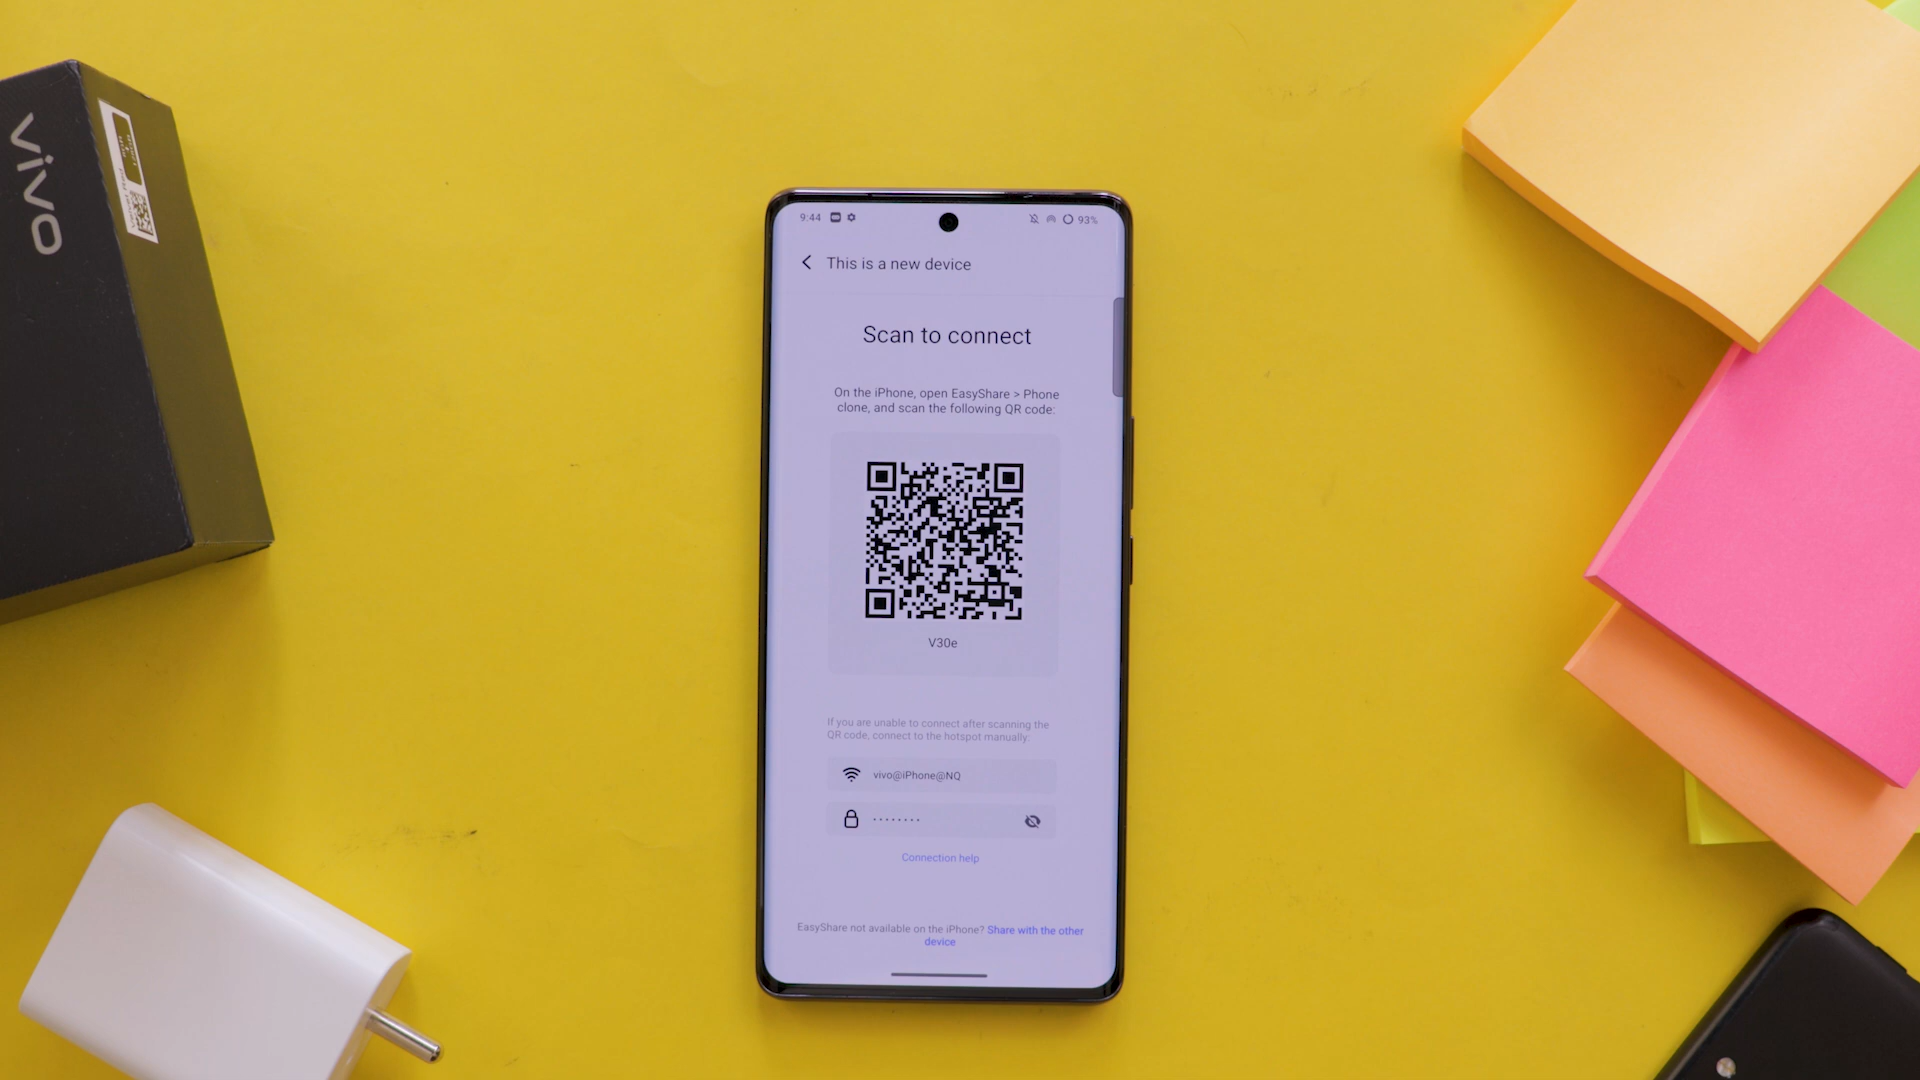 vivo
9:44
93%
This is a new device
Scan to connect
On the iPhone, open EasyShare > Phone
clone, and scan the following QR code:
V30e
If you are unable to connect after scanning the
QR code, connect to the hotspot manually:
vivo@iPhone@NQ
........
Connection help
EasyShare not available on the iPhone? Share with the other
device